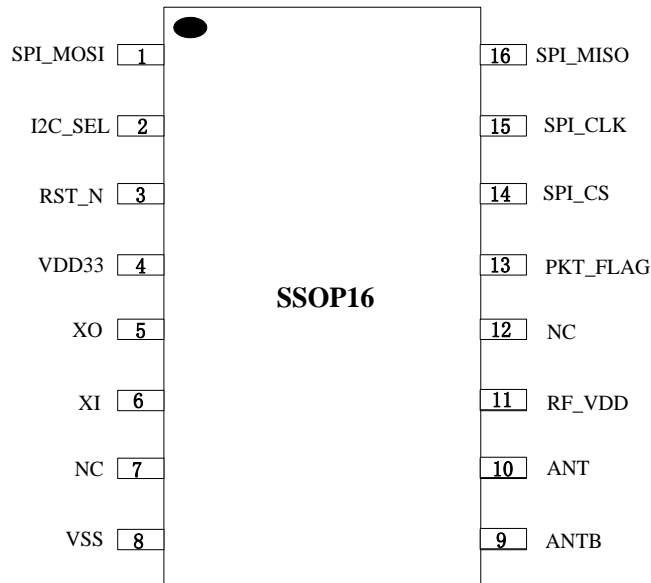 SPI_MOSI 1 16 SPI_MISO
I2C_SEL 2 15 SPI_CLK
RST_N 3 14 SPI_CS
VDD33 4 13 PKT_FLAG
SSOP16
XO 5 12 NC
XI 6 11 RF_VDD
NC 7 10 ANT
VSS 8 9 ANTB